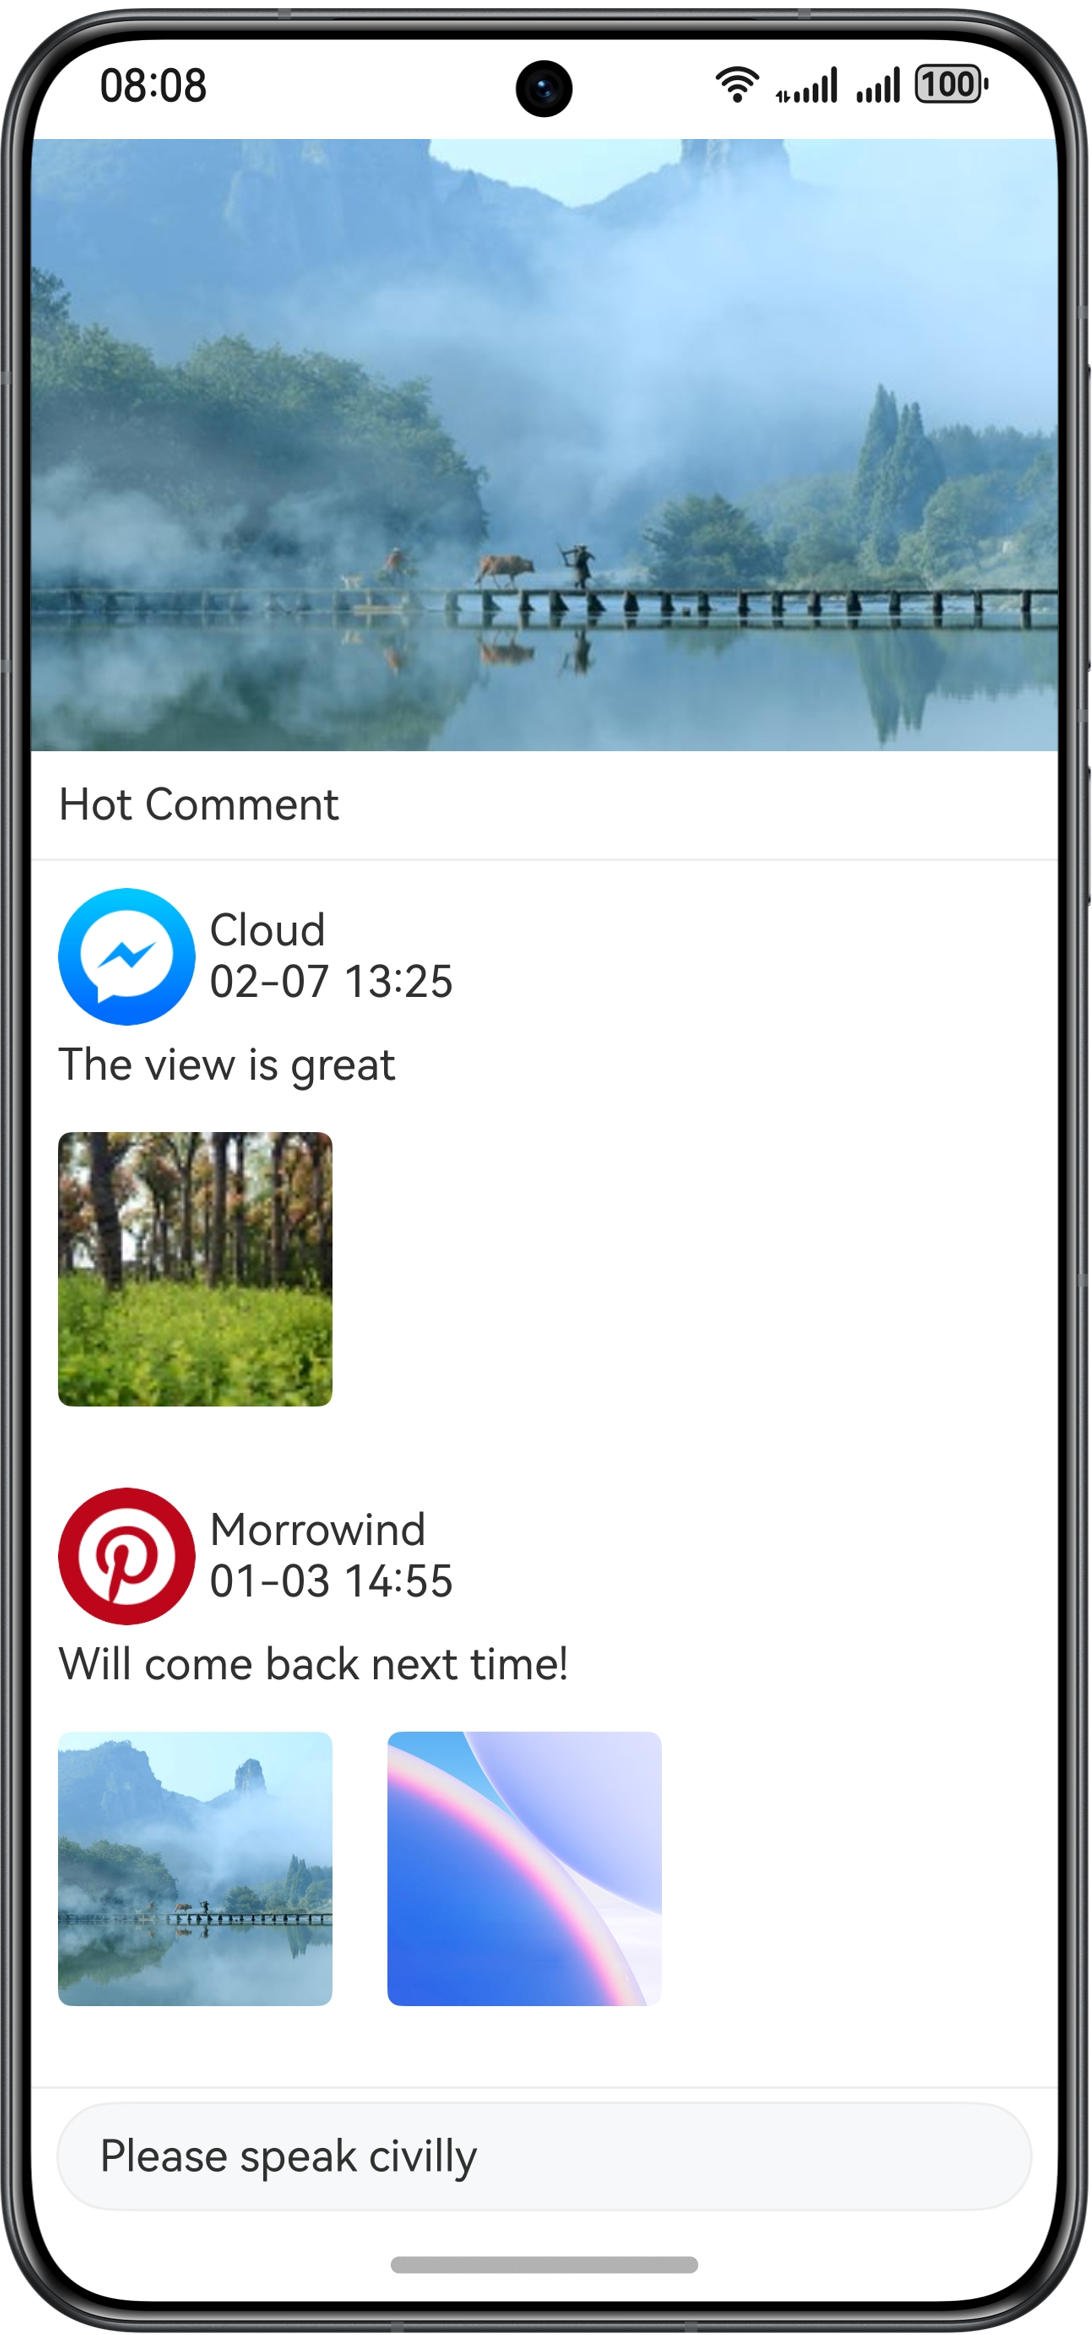 08:08
100
Hot Comment
Cloud
02-07 13:25
The view is great
Morrowind
01-03 14:55
Will come back next time!
Please speak civilly